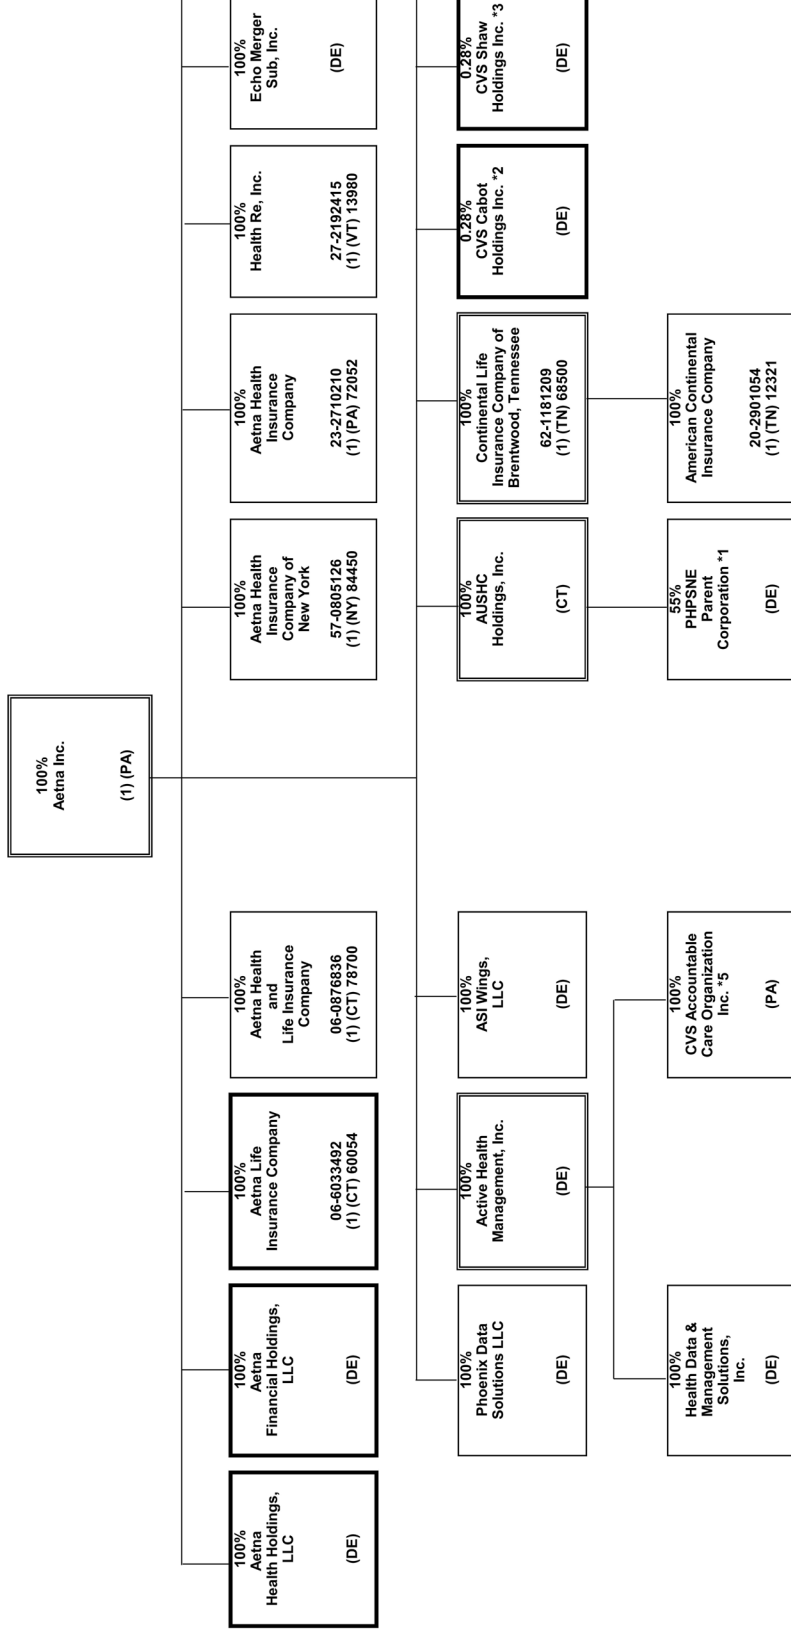 100%
Aetna Inc.
(1) (PA)
100%
Aetna
Health Holdings,
LLC
(DE)
100%
Aetna
Financial Holdings,
LLC
(DE)
100%
Aetna Life
Insurance Company
06-6033492
(1) (CT) 60054
100%
Aetna Health
and
Life Insurance
Company
06-0876836
(1) (CT) 78700
100%
Aetna Health
Insurance
Company of
New York
57-0805126
(1) (NY) 84450
100%
Aetna Health
Insurance
Company
23-2710210
(1) (PA) 72052
100%
Health Re, Inc.
27-2192415
(1) (VT) 13980
100%
Echo Merger
Sub, Inc.
(DE)
100%
Phoenix Data
Solutions LLC
(DE)
100%
Active Health
Management, Inc.
(DE)
100%
ASI Wings,
LLC
(DE)
100%
AUSHC
Holdings, Inc.
(CT)
100%
Continental Life
Insurance Company of
Brentwood, Tennessee
62-1181209
(1) (TN) 68500
0.28%
CVS Cabot
Holdings Inc. *2
(DE)
0.28%
CVS Shaw
Holdings Inc. *3
(DE)
100%
Health Data &
Management
Solutions,
Inc.
(DE)
100%
CVS Accountable
Care Organization
Inc. *5
(PA)
55%
PHPSNE
Parent
Corporation *1
(DE)
100%
American Continental
Insurance Company
20-2901054
(1) (TN) 12321